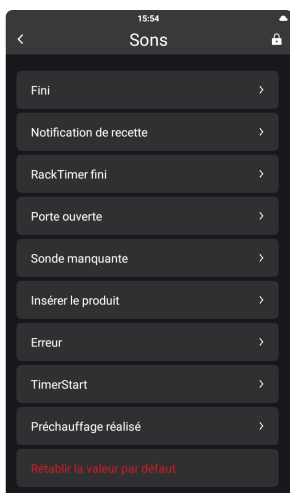 15:54
Sons
Fini
Notification de recette
RackTimer fini
Porte ouverte
Sonde manquante
Insérer le produit
Erreur
TimerStart
Préchauffage réalisé
Rétablir la valeur par défaut